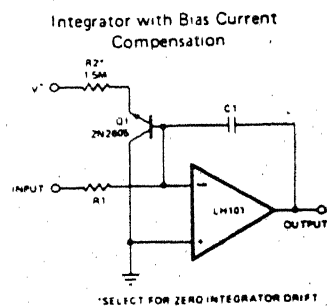 Integrator with Bias Current
Compensation
R2*
1.5M
V+
Q1
2N2605
C1
INPUT
R1
LH101
OUTPUT
*SELECT FOR ZERO INTEGRATOR DRIFT